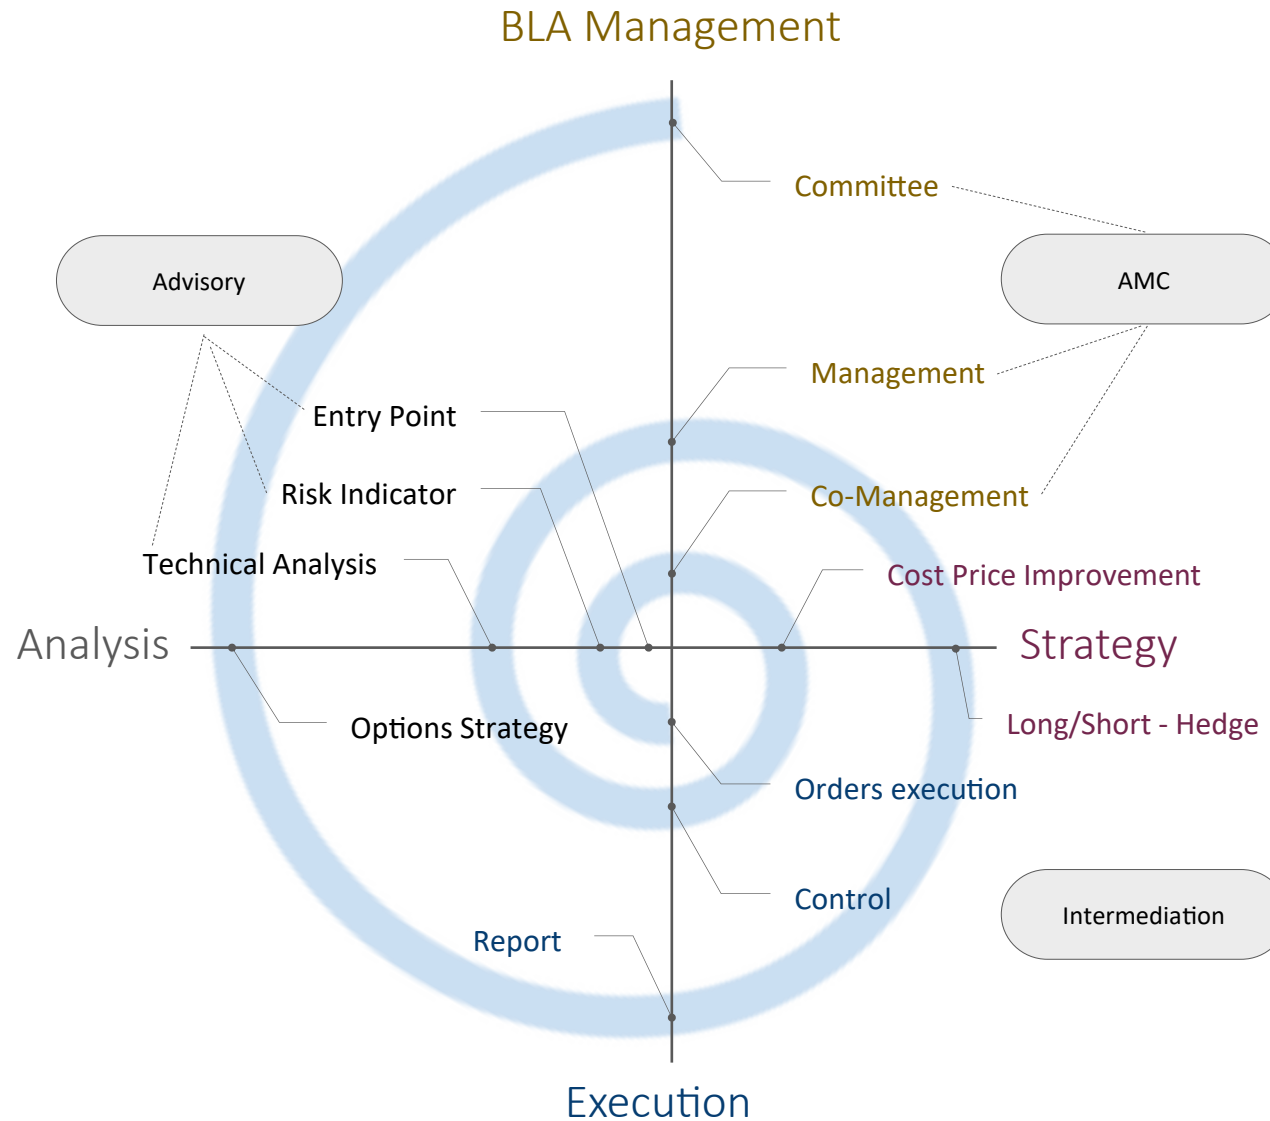 BLA Management
Committee
Advisory
AMC
Management
Entry Point
Risk Indicator
Co-Management
Technical Analysis
Cost Price Improvement
Analysis
Strategy
Options Strategy
Long/Short - Hedge
Orders execution
Control
Intermediation
Report
Execution